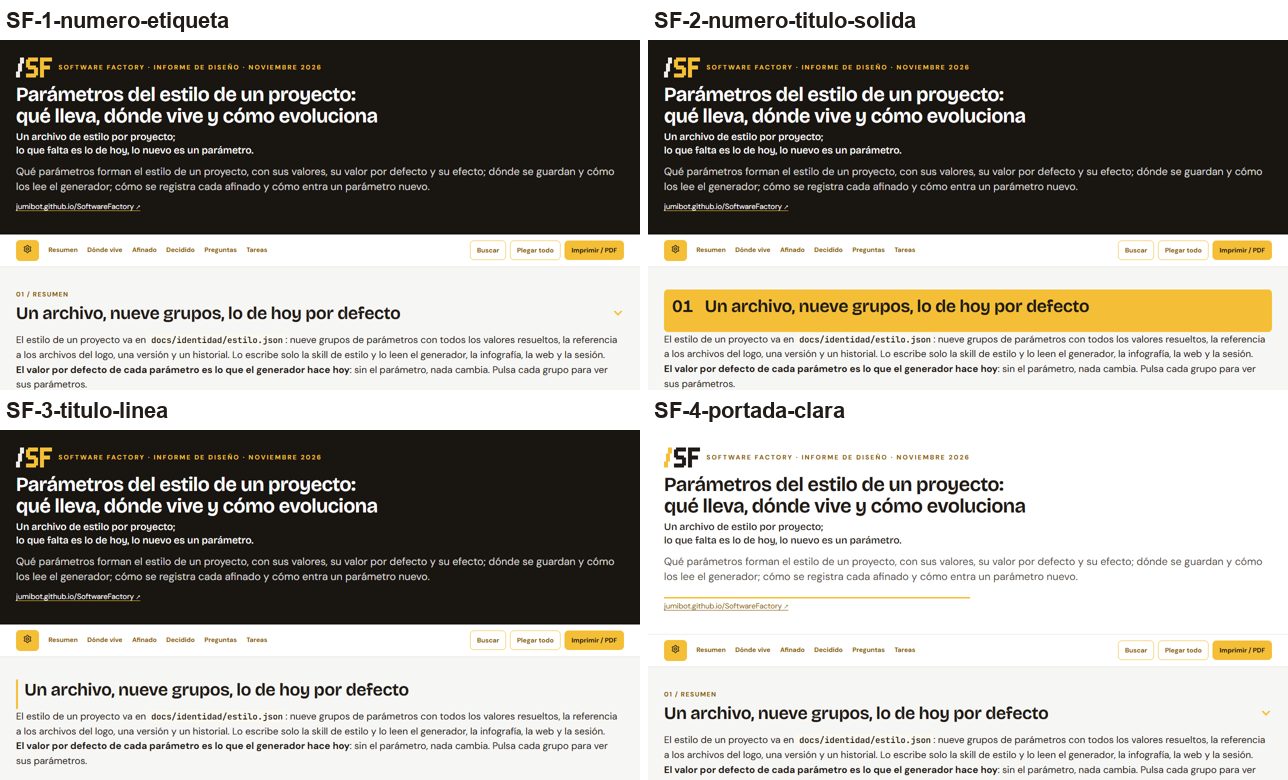 SF-1-numero-etiqueta
/SF SOFTWARE FACTORY · INFORME DE DISEÑO · NOVIEMBRE 2026
Parámetros del estilo de un proyecto:
qué lleva, dónde vive y cómo evoluciona
Un archivo de estilo por proyecto;
lo que falta es lo de hoy, lo nuevo es un parámetro.
Qué parámetros forman el estilo de un proyecto, con sus valores, su valor por defecto y su efecto; dónde se guardan y cómo
los lee el generador; cómo se registra cada afinado y cómo entra un parámetro nuevo.
jumibot.github.io/SoftwareFactory ↗
Resumen Dónde vive Afinado Decidido Preguntas Tareas Buscar Plegar todo Imprimir / PDF
01 / RESUMEN
Un archivo, nueve grupos, lo de hoy por defecto
El estilo de un proyecto va en docs/identidad/estilo.json : nueve grupos de parámetros con todos los valores resueltos, la referencia
a los archivos del logo, una versión y un historial. Lo escribe solo la skill de estilo y lo leen el generador, la infografía, la web y la sesión.
El valor por defecto de cada parámetro es lo que el generador hace hoy: sin el parámetro, nada cambia. Pulsa cada grupo para ver
sus parámetros.
SF-2-numero-titulo-solida
/SF SOFTWARE FACTORY · INFORME DE DISEÑO · NOVIEMBRE 2026
Parámetros del estilo de un proyecto:
qué lleva, dónde vive y cómo evoluciona
Un archivo de estilo por proyecto;
lo que falta es lo de hoy, lo nuevo es un parámetro.
Qué parámetros forman el estilo de un proyecto, con sus valores, su valor por defecto y su efecto; dónde se guardan y cómo
los lee el generador; cómo se registra cada afinado y cómo entra un parámetro nuevo.
jumibot.github.io/SoftwareFactory ↗
Resumen Dónde vive Afinado Decidido Preguntas Tareas Buscar Plegar todo Imprimir / PDF
01 Un archivo, nueve grupos, lo de hoy por defecto
El estilo de un proyecto va en docs/identidad/estilo.json : nueve grupos de parámetros con todos los valores resueltos, la referencia
a los archivos del logo, una versión y un historial. Lo escribe solo la skill de estilo y lo leen el generador, la infografía, la web y la sesión.
El valor por defecto de cada parámetro es lo que el generador hace hoy: sin el parámetro, nada cambia. Pulsa cada grupo para ver
sus parámetros.
SF-3-titulo-linea
/SF SOFTWARE FACTORY · INFORME DE DISEÑO · NOVIEMBRE 2026
Parámetros del estilo de un proyecto:
qué lleva, dónde vive y cómo evoluciona
Un archivo de estilo por proyecto;
lo que falta es lo de hoy, lo nuevo es un parámetro.
Qué parámetros forman el estilo de un proyecto, con sus valores, su valor por defecto y su efecto; dónde se guardan y cómo
los lee el generador; cómo se registra cada afinado y cómo entra un parámetro nuevo.
jumibot.github.io/SoftwareFactory ↗
Resumen Dónde vive Afinado Decidido Preguntas Tareas Buscar Plegar todo Imprimir / PDF
Un archivo, nueve grupos, lo de hoy por defecto
El estilo de un proyecto va en docs/identidad/estilo.json : nueve grupos de parámetros con todos los valores resueltos, la referencia
a los archivos del logo, una versión y un historial. Lo escribe solo la skill de estilo y lo leen el generador, la infografía, la web y la sesión.
El valor por defecto de cada parámetro es lo que el generador hace hoy: sin el parámetro, nada cambia. Pulsa cada grupo para ver
sus parámetros.
SF-4-portada-clara
/SF SOFTWARE FACTORY · INFORME DE DISEÑO · NOVIEMBRE 2026
Parámetros del estilo de un proyecto:
qué lleva, dónde vive y cómo evoluciona
Un archivo de estilo por proyecto;
lo que falta es lo de hoy, lo nuevo es un parámetro.
Qué parámetros forman el estilo de un proyecto, con sus valores, su valor por defecto y su efecto; dónde se guardan y cómo
los lee el generador; cómo se registra cada afinado y cómo entra un parámetro nuevo.
jumibot.github.io/SoftwareFactory ↗
Resumen Dónde vive Afinado Decidido Preguntas Tareas Buscar Plegar todo Imprimir / PDF
01 / RESUMEN
Un archivo, nueve grupos, lo de hoy por defecto
El estilo de un proyecto va en docs/identidad/estilo.json : nueve grupos de parámetros con todos los valores resueltos, la referencia
a los archivos del logo, una versión y un historial. Lo escribe solo la skill de estilo y lo leen el generador, la infografía, la web y la sesión.
El valor por defecto de cada parámetro es lo que el generador hace hoy: sin el parámetro, nada cambia. Pulsa cada grupo para ver